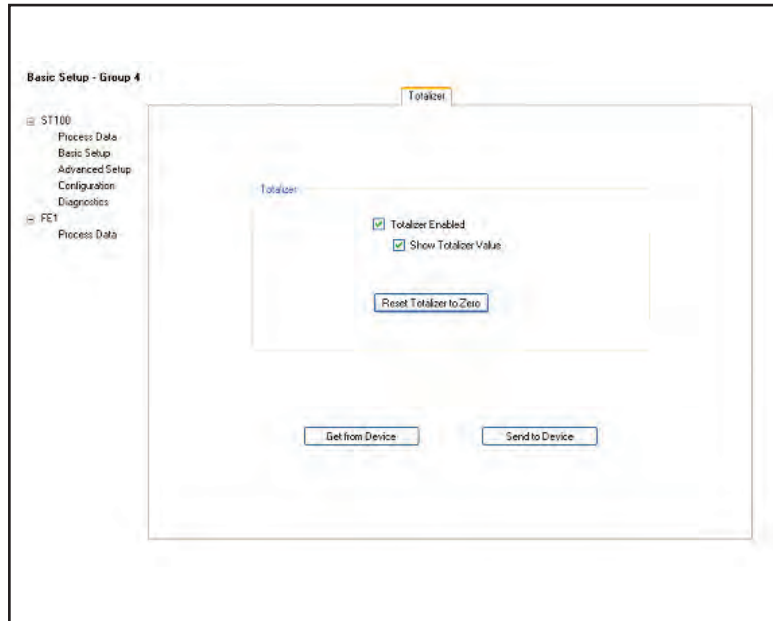 Basic Setup - Group 4
Totalizer
ST100
Process Data
Basic Setup
Advanced Setup
Configuration
Diagnostics
FE1
Process Data
Totalizer
Totalizer Enabled
Show Totalizer Value
Reset Totalizer to Zero
Get from Device
Send to Device